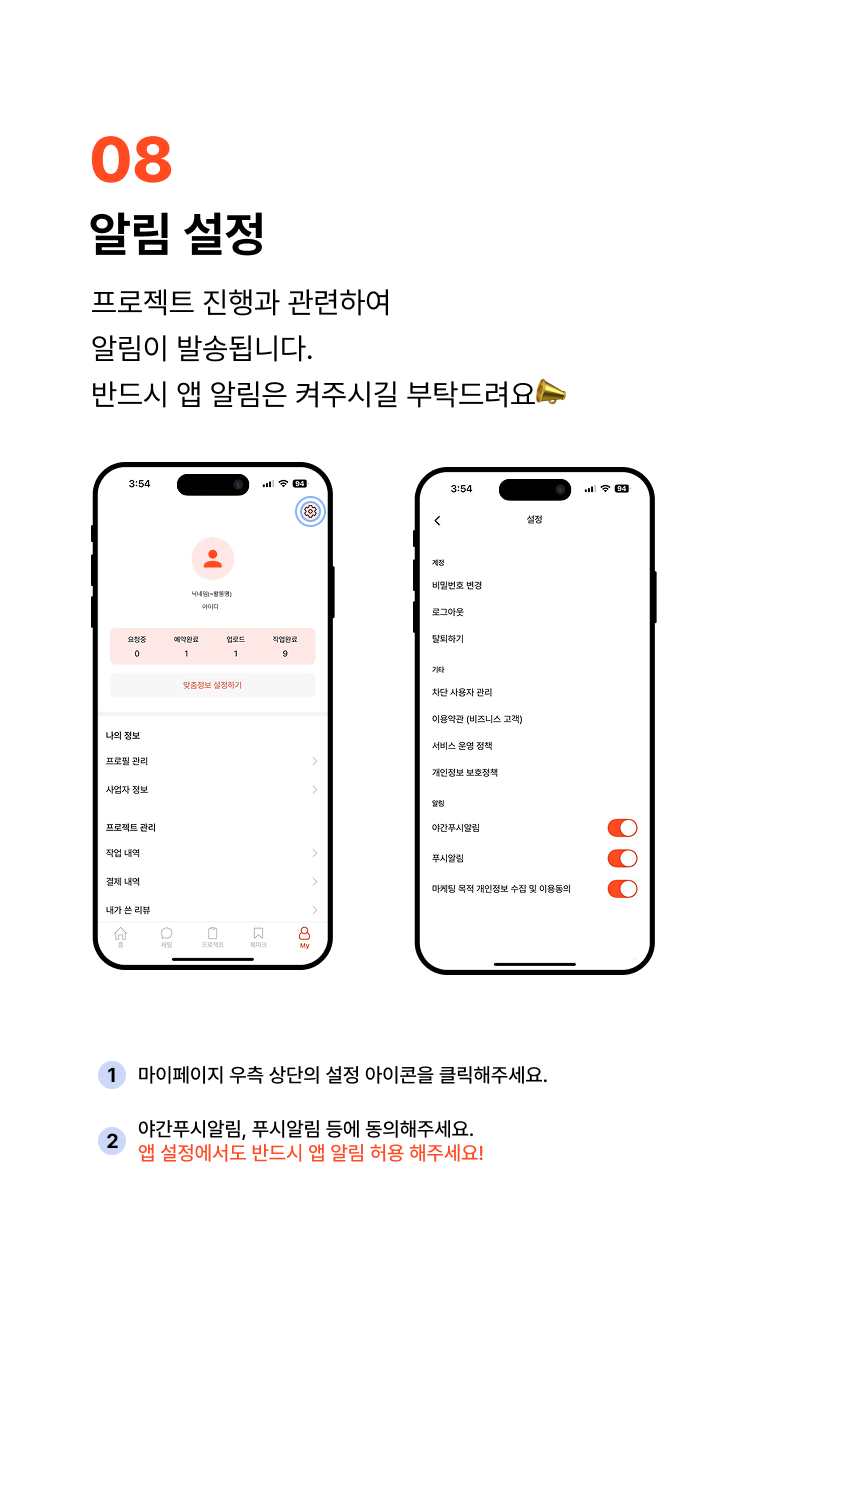 08
알림 설정
프로젝트 진행과 관련하여
알림이 발송됩니다.
반드시 앱 알림은 켜주시길 부탁드려요
3:54
94
닉네임(=활동명)
아이디
요청중 예약완료 업로드 작업완료
0 1 1 9
맞춤정보 설정하기
나의 정보
프로필 관리
사업자 정보
프로젝트 관리
작업 내역
결제 내역
내가 쓴 리뷰
홈 채팅 프로젝트 북마크 My
3:54
94
설정
계정
비밀번호 변경
로그아웃
탈퇴하기
기타
차단 사용자 관리
이용약관 (비즈니스 고객)
서비스 운영 정책
개인정보 보호정책
알림
야간푸시알림
푸시알림
마케팅 목적 개인정보 수집 및 이용동의
1 마이페이지 우측 상단의 설정 아이콘을 클릭해주세요.
2 야간푸시알림, 푸시알림 등에 동의해주세요.
앱 설정에서도 반드시 앱 알림 허용 해주세요!